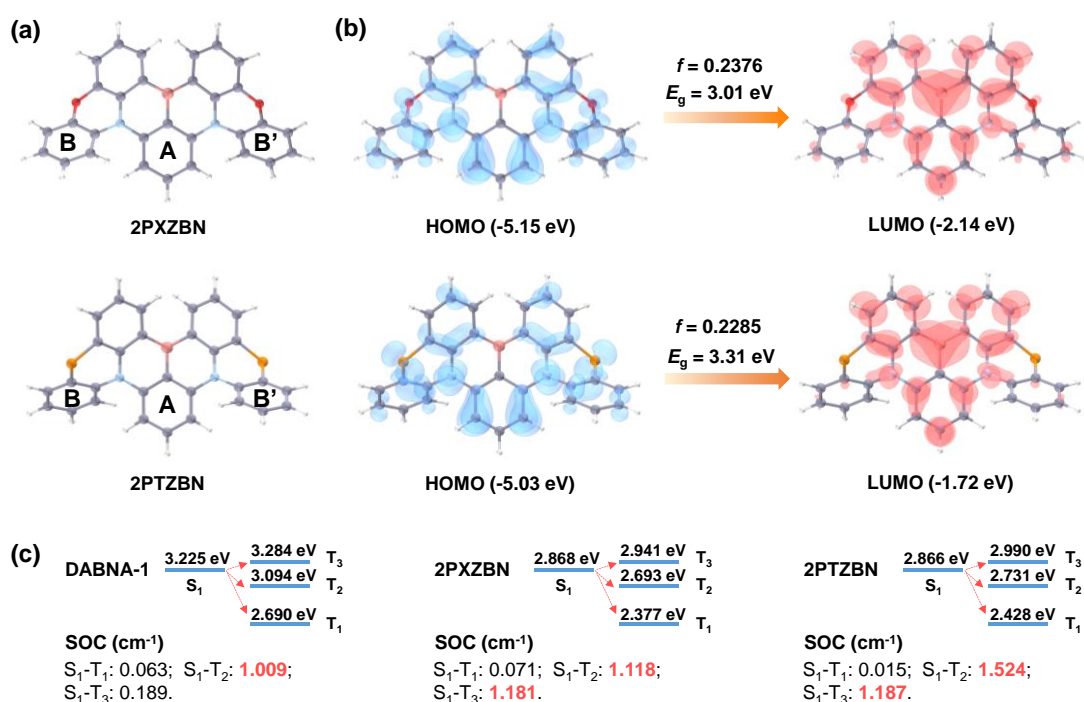 (a)
(b)
B
A
B’
2PXZBN
HOMO (-5.15 eV)
f = 0.2376
Eg = 3.01 eV
LUMO (-2.14 eV)
B
A
B’
2PTZBN
HOMO (-5.03 eV)
f = 0.2285
Eg = 3.31 eV
LUMO (-1.72 eV)
(c)
DABNA-1
3.225 eV
S1
3.284 eV T3
3.094 eV T2
2.690 eV T1
SOC (cm-1)
S1-T1: 0.063; S1-T2: 1.009;
S1-T3: 0.189.
2PXZBN
2.868 eV
S1
2.941 eV T3
2.693 eV T2
2.377 eV T1
SOC (cm-1)
S1-T1: 0.071; S1-T2: 1.118;
S1-T3: 1.181.
2PTZBN
2.866 eV
S1
2.990 eV T3
2.731 eV T2
2.428 eV T1
SOC (cm-1)
S1-T1: 0.015; S1-T2: 1.524;
S1-T3: 1.187.